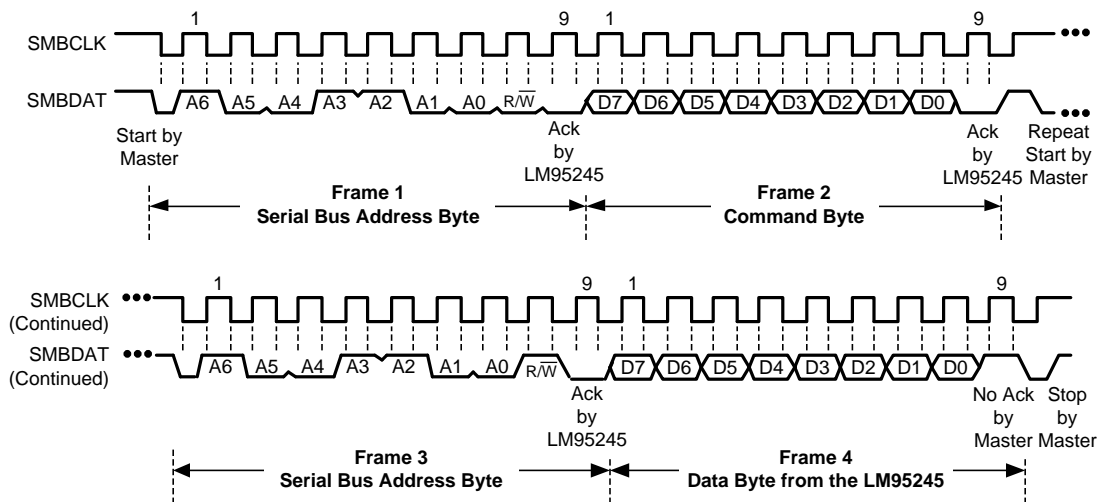 1 9 1 9
SMBCLK •••
SMBDAT A6 A5 A4 A3 A2 A1 A0 R/W̅ D7 D6 D5 D4 D3 D2 D1 D0 •••
Start by
Master
Ack
by
LM95245
Ack
by
LM95245
Repeat
Start by
Master
Frame 1
Serial Bus Address Byte
Frame 2
Command Byte
1 9 1 9
SMBCLK •••
(Continued)
SMBDAT ••• A6 A5 A4 A3 A2 A1 A0 R/W̅ D7 D6 D5 D4 D3 D2 D1 D0
(Continued)
Ack
by
LM95245
No Ack
by
Master
Stop
by
Master
Frame 3
Serial Bus Address Byte
Frame 4
Data Byte from the LM95245